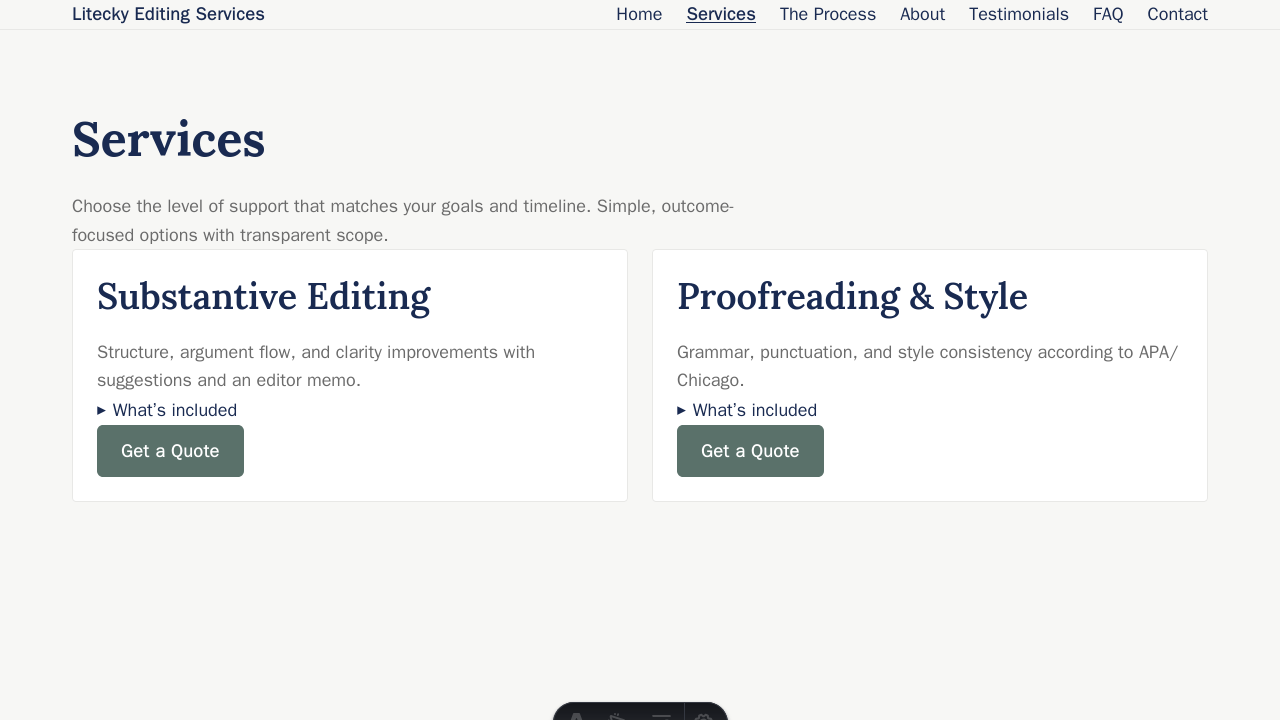 Litecky Editing Services
Home Services The Process About Testimonials FAQ Contact
Services
Choose the level of support that matches your goals and timeline. Simple, outcome-
focused options with transparent scope.
Substantive Editing
Structure, argument flow, and clarity improvements with
suggestions and an editor memo.
▸ What's included
Get a Quote
Proofreading & Style
Grammar, punctuation, and style consistency according to APA/
Chicago.
▸ What's included
Get a Quote